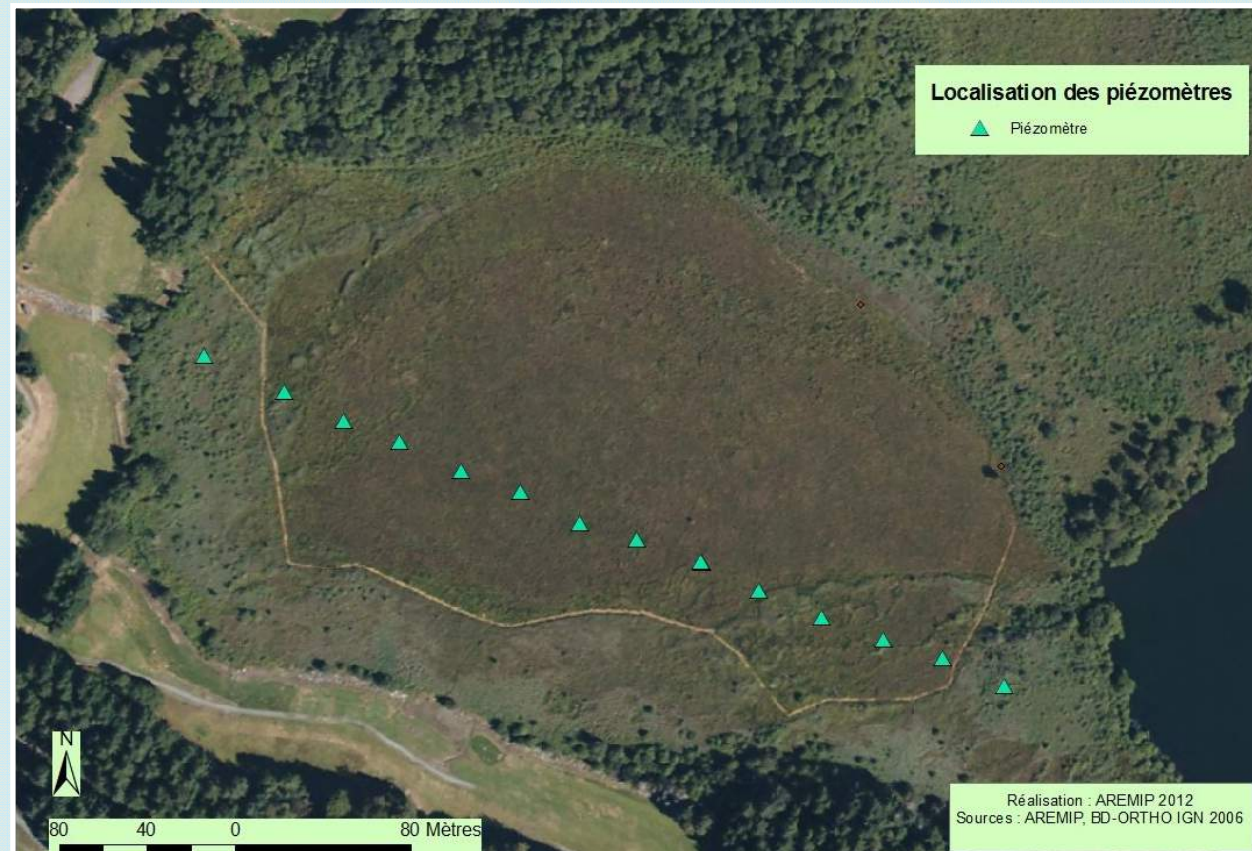 Localisation des piézomètres
Piézomètre
N
80 40 0 80 Mètres
Réalisation : AREMIP 2012
Sources : AREMIP, BD-ORTHO IGN 2006